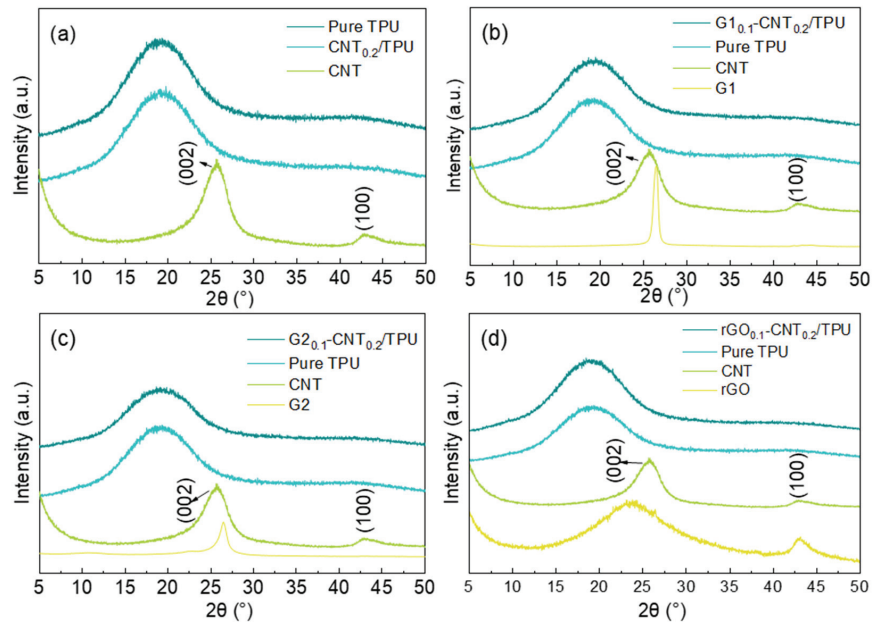 (a)
Pure TPU
CNT0.2/TPU
CNT
Intensity (a.u.)
(002)
(100)
5 10 15 20 25 30 35 40 45 50
2θ (°)
(b)
G10.1-CNT0.2/TPU
Pure TPU
CNT
G1
Intensity (a.u.)
(002)
(100)
5 10 15 20 25 30 35 40 45 50
2θ (°)
(c)
G20.1-CNT0.2/TPU
Pure TPU
CNT
G2
Intensity (a.u.)
(002)
(100)
5 10 15 20 25 30 35 40 45 50
2θ (°)
(d)
rGO0.1-CNT0.2/TPU
Pure TPU
CNT
rGO
Intensity (a.u.)
(002)
(100)
5 10 15 20 25 30 35 40 45 50
2θ (°)